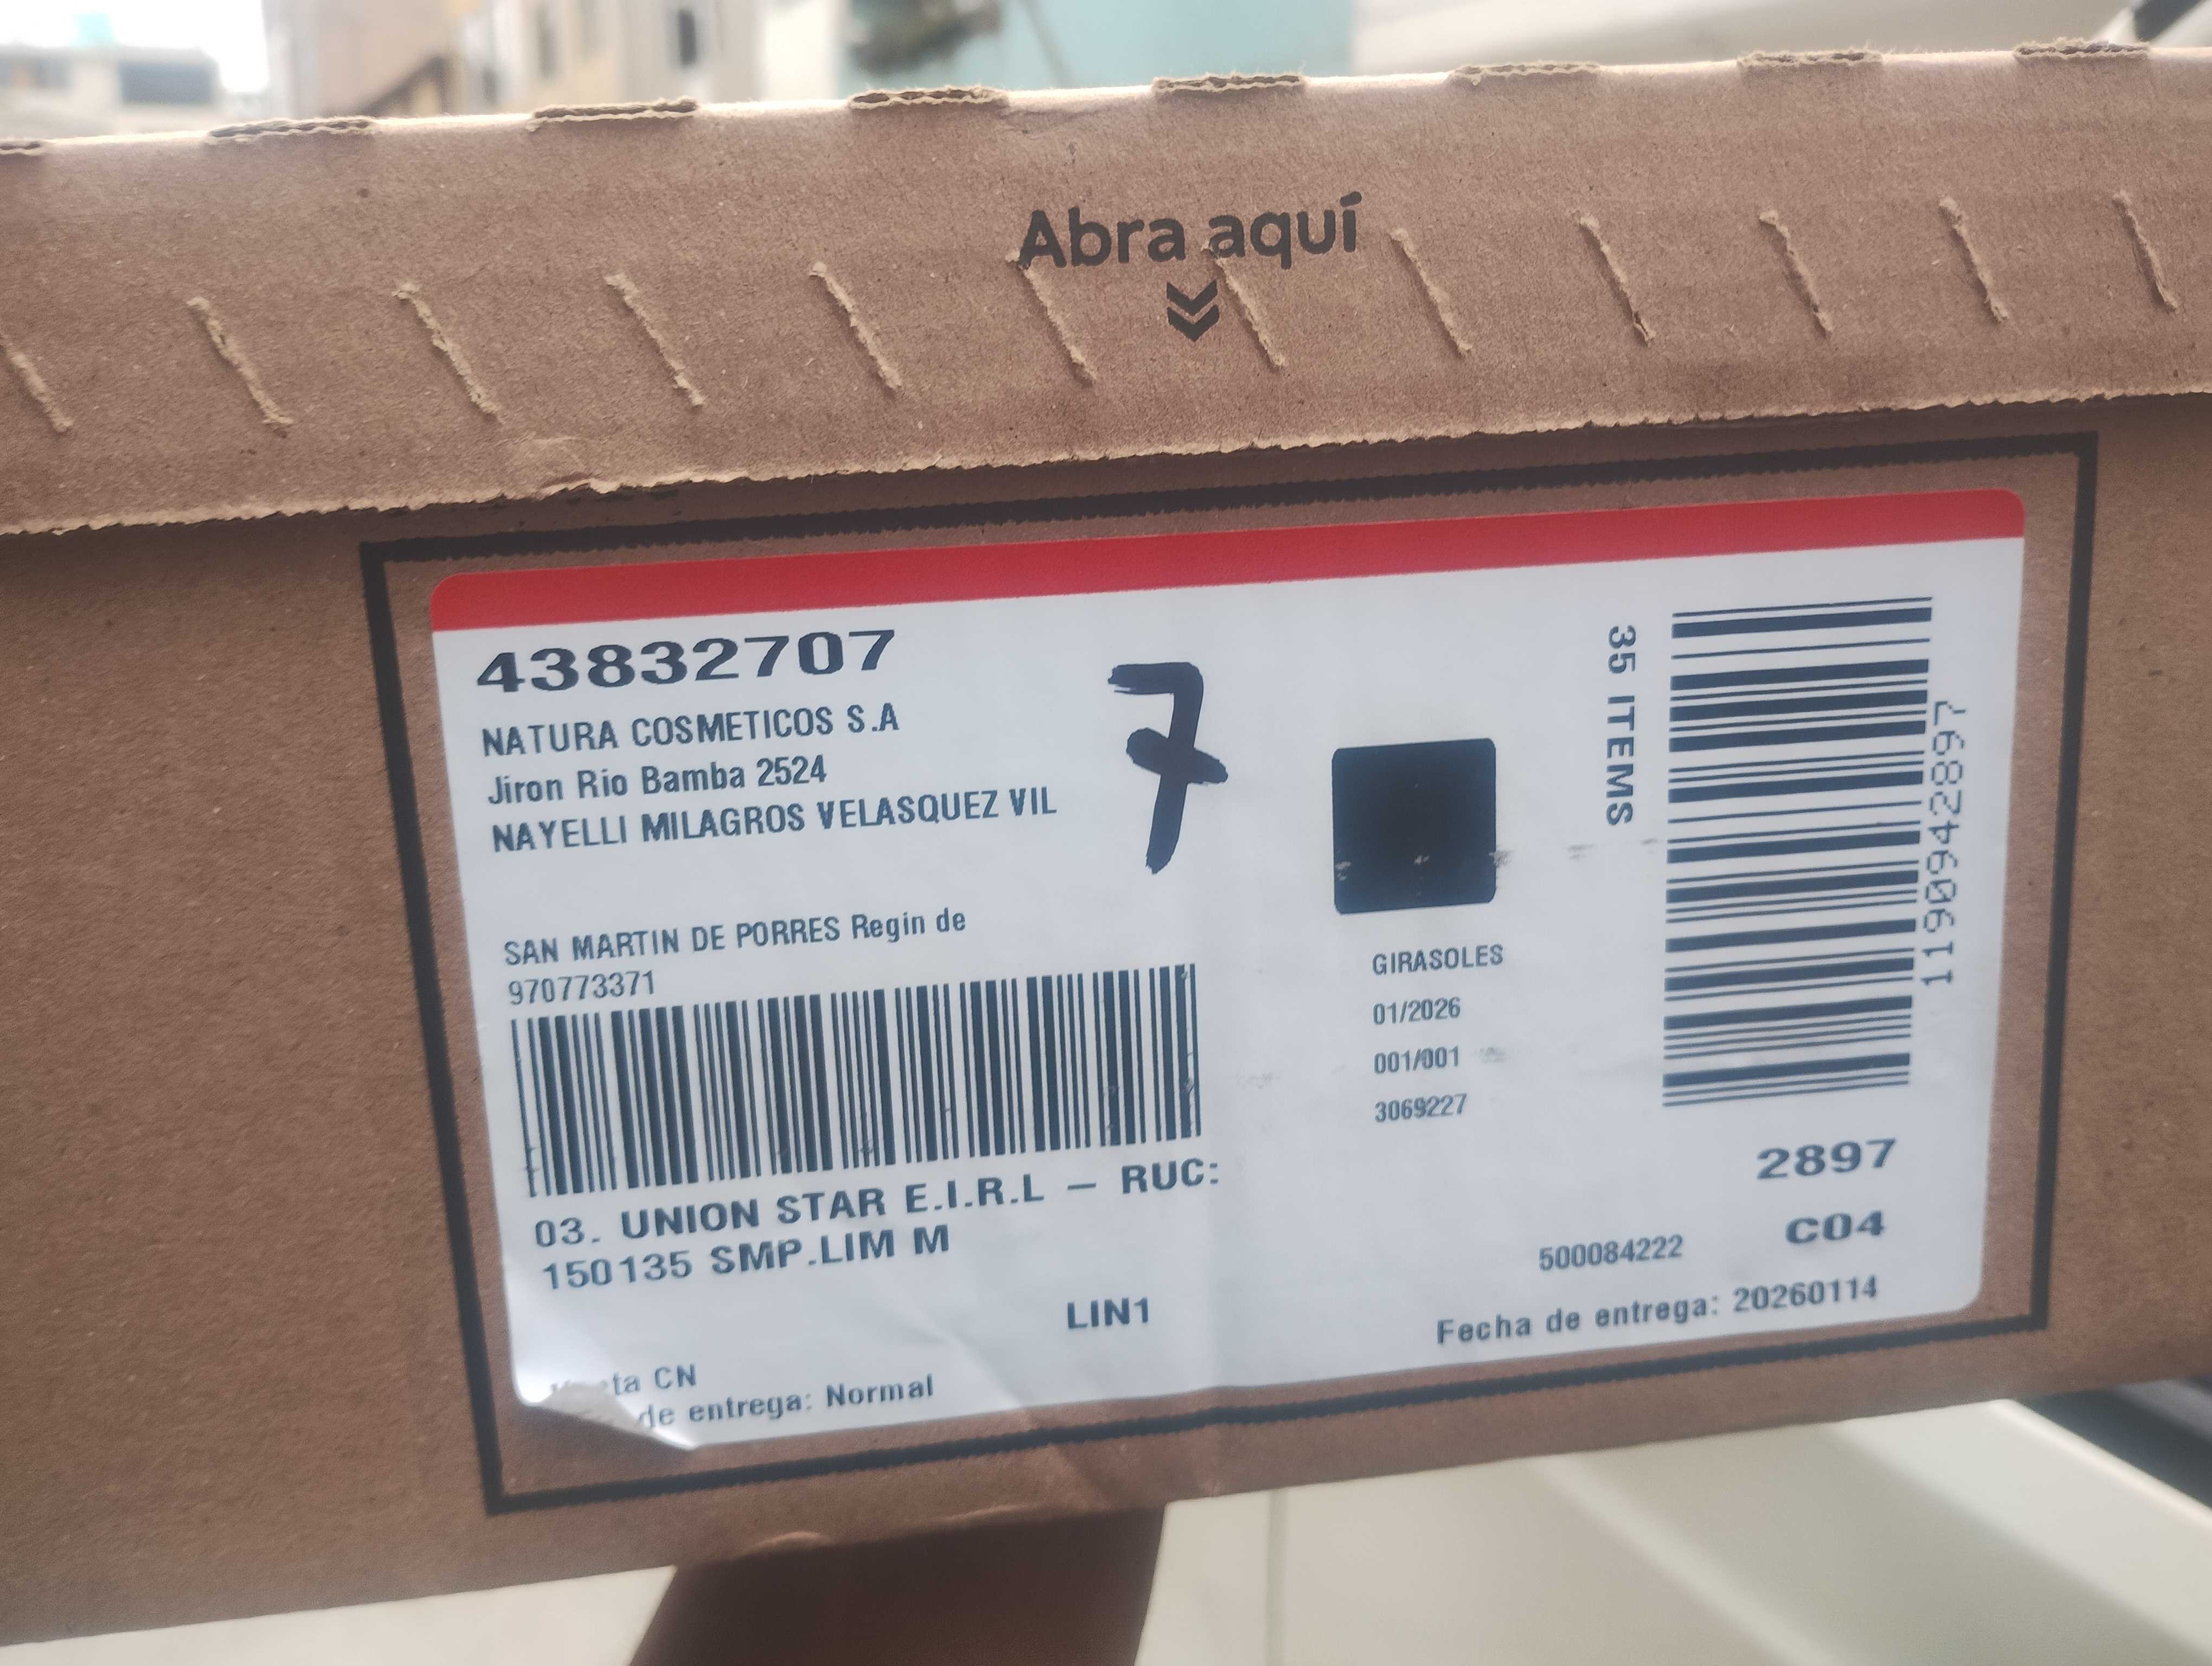 Abra aquí
43832707
NATURA COSMETICOS S.A
Jiron Rio Bamba 2524
NAYELLI MILAGROS VELASQUEZ VIL
7
SAN MARTIN DE PORRES Regin de
970773371
03. UNION STAR E.I.R.L – RUC:
150135 SMP.LIM M
LIN1
ta CN
de entrega: Normal
GIRASOLES
01/2026
001/001
3069227
35 ITEMS
1190942897
2897
C04
500084222
Fecha de entrega: 20260114